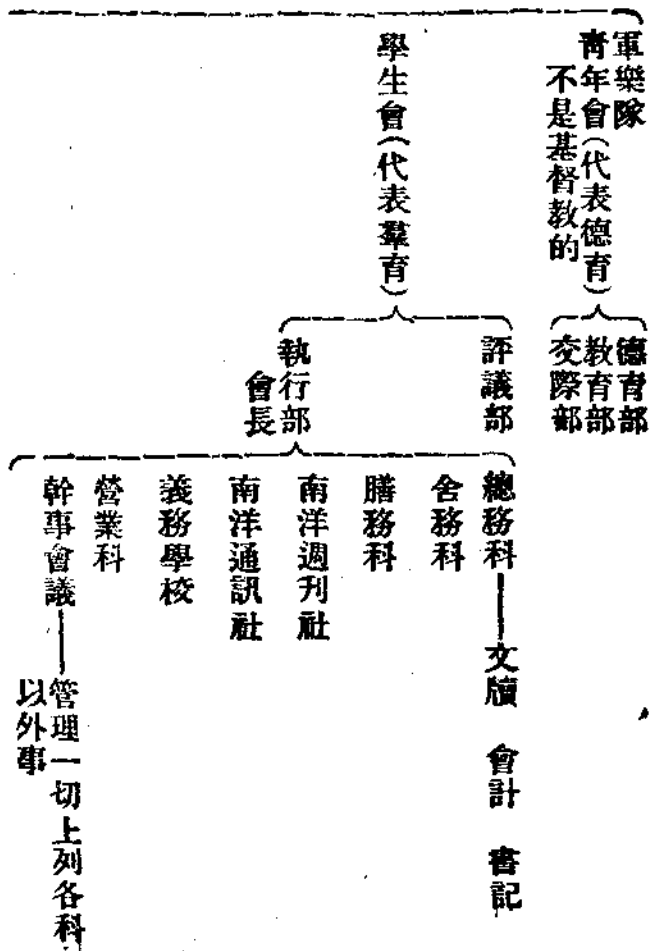 軍樂隊
青年會(代表德育)
不是基督教的
德育部
教育部
交際部
學生會(代表羣育)
評議部
執行部
會長
總務科——文牘 會計 書記
舍務科
膳務科
南洋週刊社
南洋通訊社
義務學校
營業科
幹事會議——管理一切上列各科
以外事